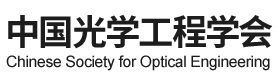 中国光学工程学会
Chinese Society for Optical Engineering